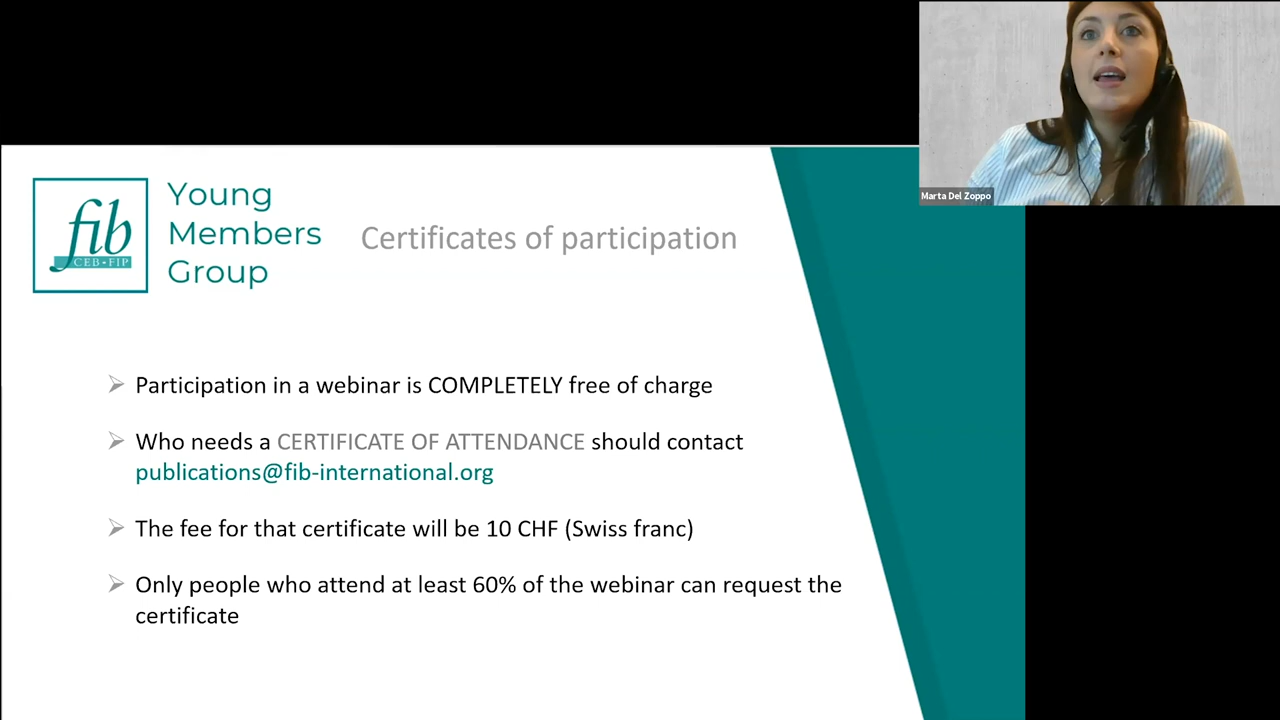 Marta Del Zoppo
fib
CEB•FIP
Young
Members
Group
Certificates of participation
Participation in a webinar is COMPLETELY free of charge
Who needs a CERTIFICATE OF ATTENDANCE should contact
publications@fib-international.org
The fee for that certificate will be 10 CHF (Swiss franc)
Only people who attend at least 60% of the webinar can request the
certificate